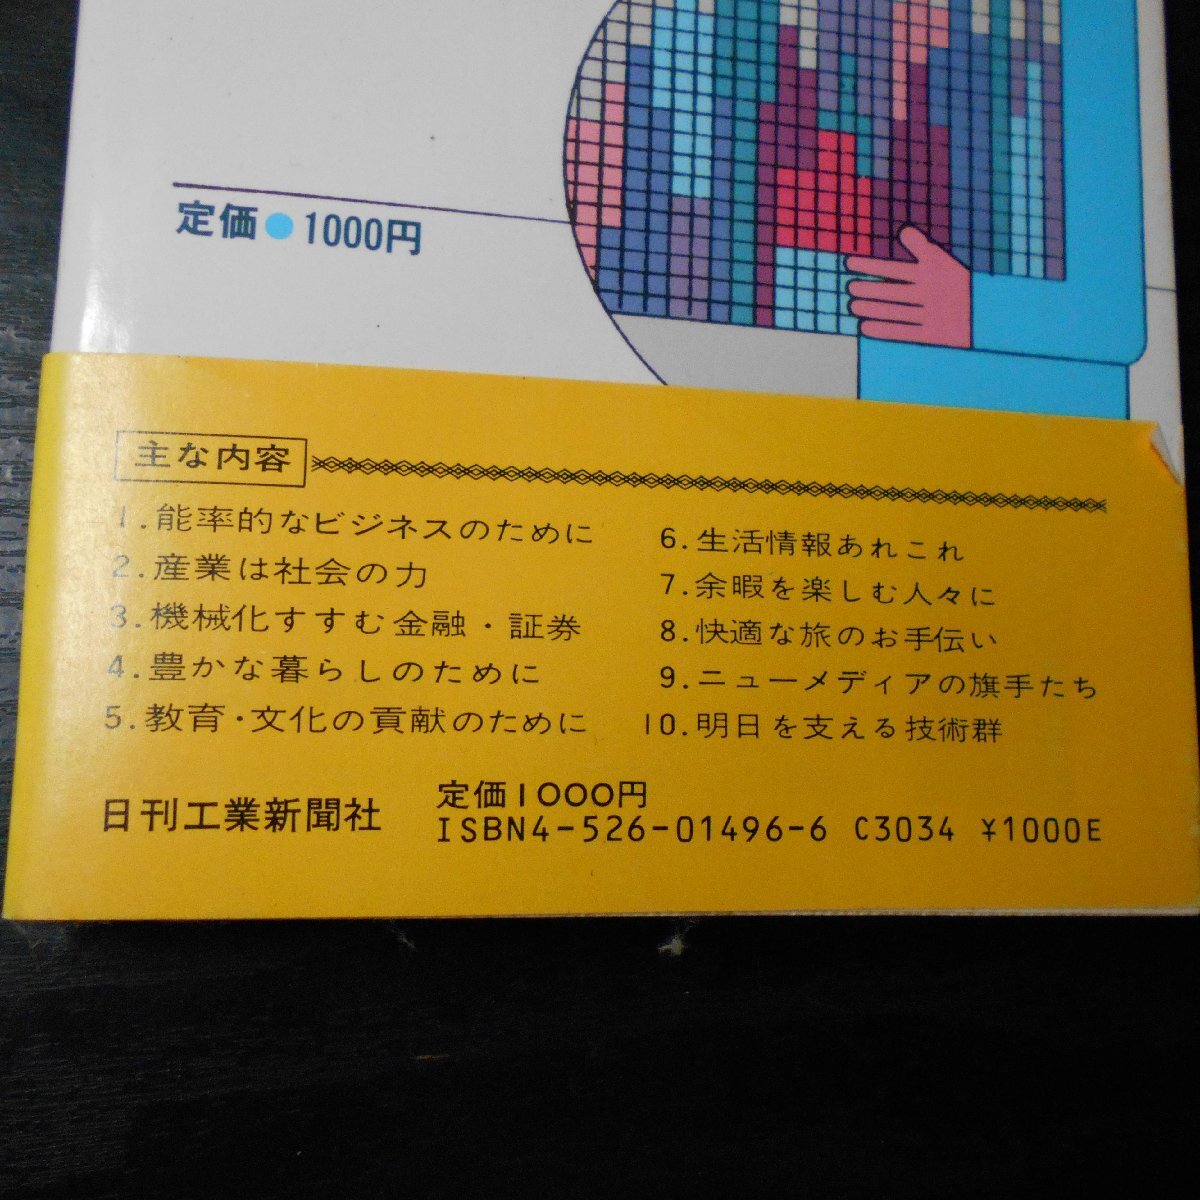 定価●1000円
主な内容
1.能率的なビジネスのために
2.産業は社会の力
3.機械化すすむ金融・証券
4.豊かな暮らしのために
5.教育・文化の貢献のために
6.生活情報あれこれ
7.余暇を楽しむ人々に
8.快適な旅のお手伝い
9.ニューメディアの旗手たち
10.明日を支える技術群
日刊工業新聞社
定価1000円
ISBN4-526-01496-6 C3034 ¥1000E